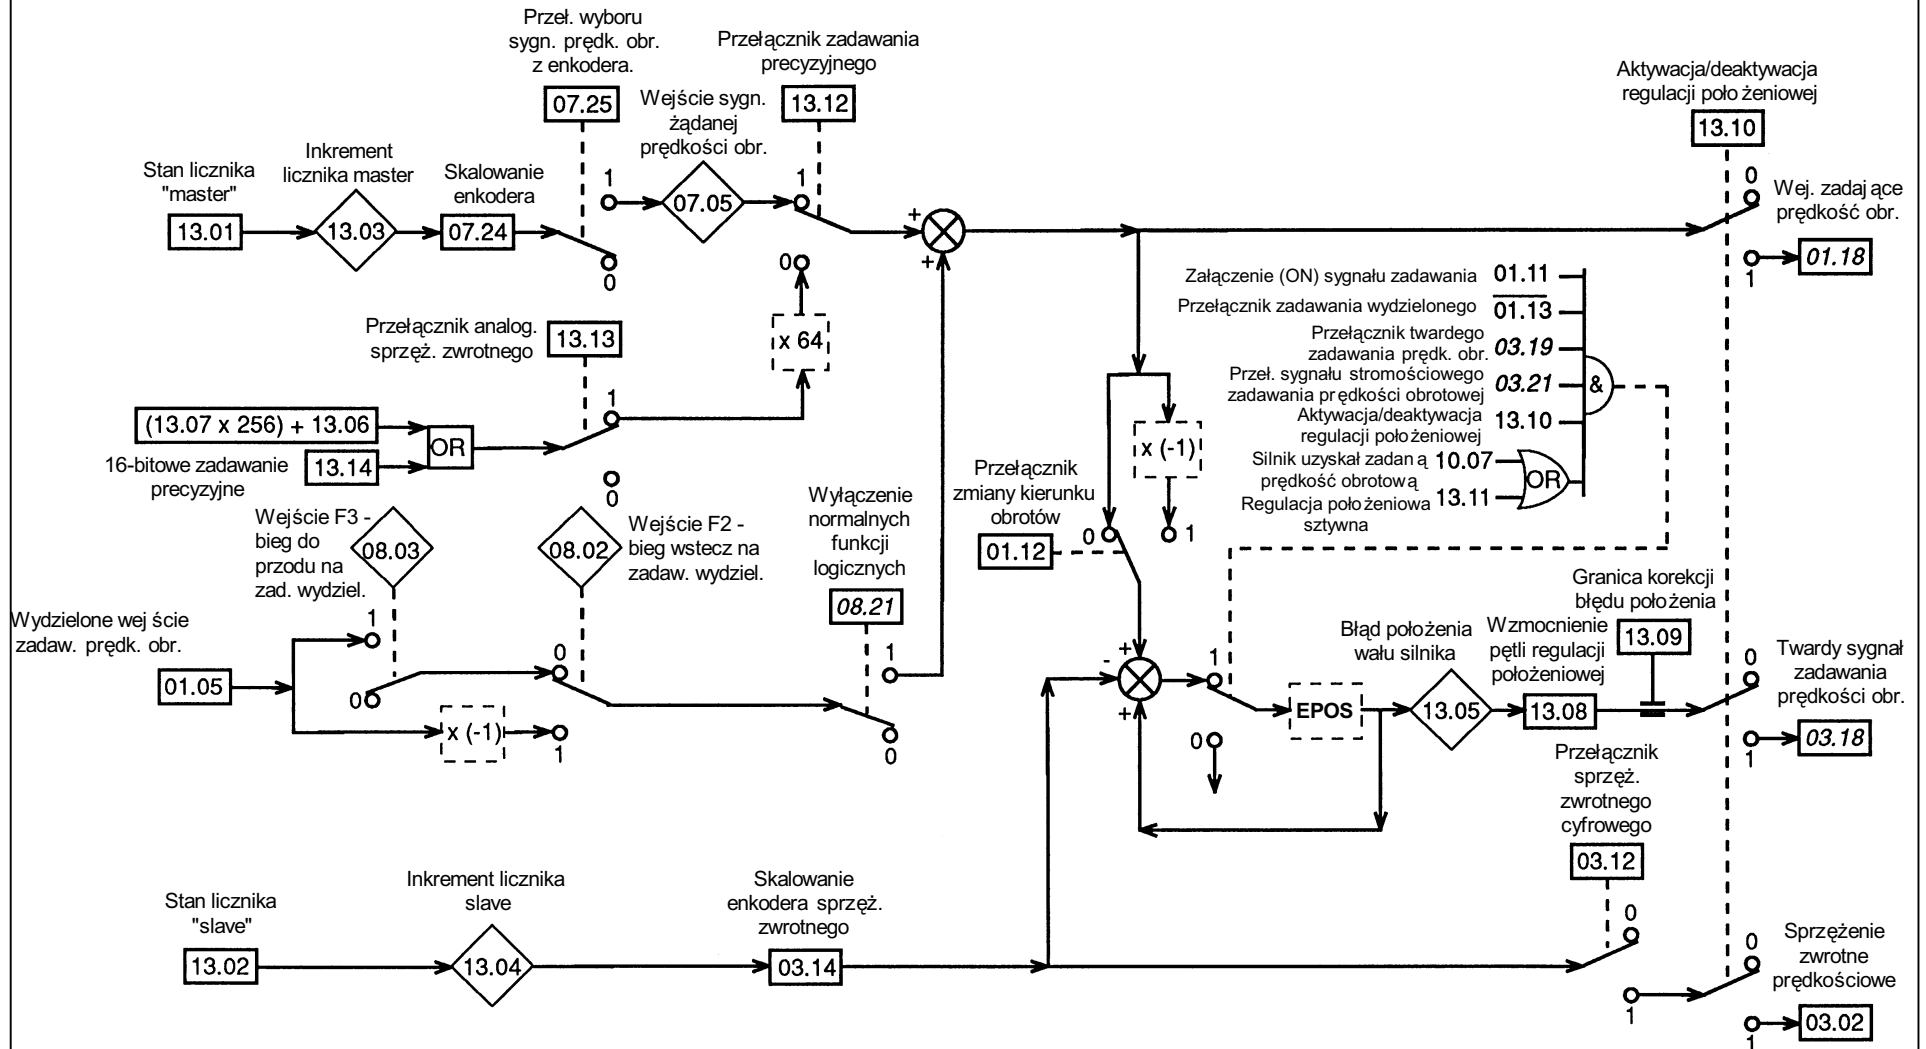 Przeł. wyboru
sygn. prędk. obr.
z enkodera.
07.25
Przełącznik zadawania
precyzyjnego
13.12
Wejście sygn.
żądanej
prędkości obr.
07.05
Aktywacja/deaktywacja
regulacji poło żeniowej
13.10
Stan licznika
"master"
13.01
Inkrement
licznika master
13.03
Skalowanie
enkodera
07.24
1
0
1
0
+
+
0
Wej. zadaj ące
prędkość obr.
1
01.18
x 64
Przełącznik analog.
sprzęż. zwrotnego
13.13
1
0
(13.07 x 256) + 13.06
OR
16-bitowe zadawanie
precyzyjne
13.14
Załączenie (ON) sygnału zadawania 01.11
Przełącznik zadawania wydzielonego 01.13
Przełącznik twardego
zadawania prędk. obr. 03.19
Przeł. sygnału stromościowego
zadawania prędkości obrotowej 03.21
Aktywacja/deaktywacja
regulacji położeniowej 13.10
Silnik uzyskał zadan ą 10.07
prędkość obrotową
Regulacja położeniowa 13.11
sztywna
&
OR
x (-1)
Przełącznik
zmiany kierunku
obrotów
01.12
0
1
Wejście F3 -
bieg do
przodu na
zad. wydziel.
08.03
Wejście F2 -
bieg wstecz na
zadaw. wydziel.
08.02
Wyłączenie
normalnych
funkcji
logicznych
08.21
Wydzielone wej ście
zadaw. prędk. obr.
01.05
1
0
0
1
x (-1)
1
0
-
+
+
1
0
EPOS
Błąd położenia
wału silnika
13.05
Wzmocnienie
pętli regulacji
położeniowej
13.08
Granica korekcji
błędu położenia
13.09
0
Twardy sygnał
zadawania
prędkości obr.
1
03.18
Przełącznik
sprzęż.
zwrotnego
cyfrowego
03.12
0
1
Stan licznika
"slave"
13.02
Inkrement licznika
slave
13.04
Skalowanie
enkodera sprzęż.
zwrotnego
03.14
0
Sprzężenie
zwrotne
prędkościowe
1
03.02